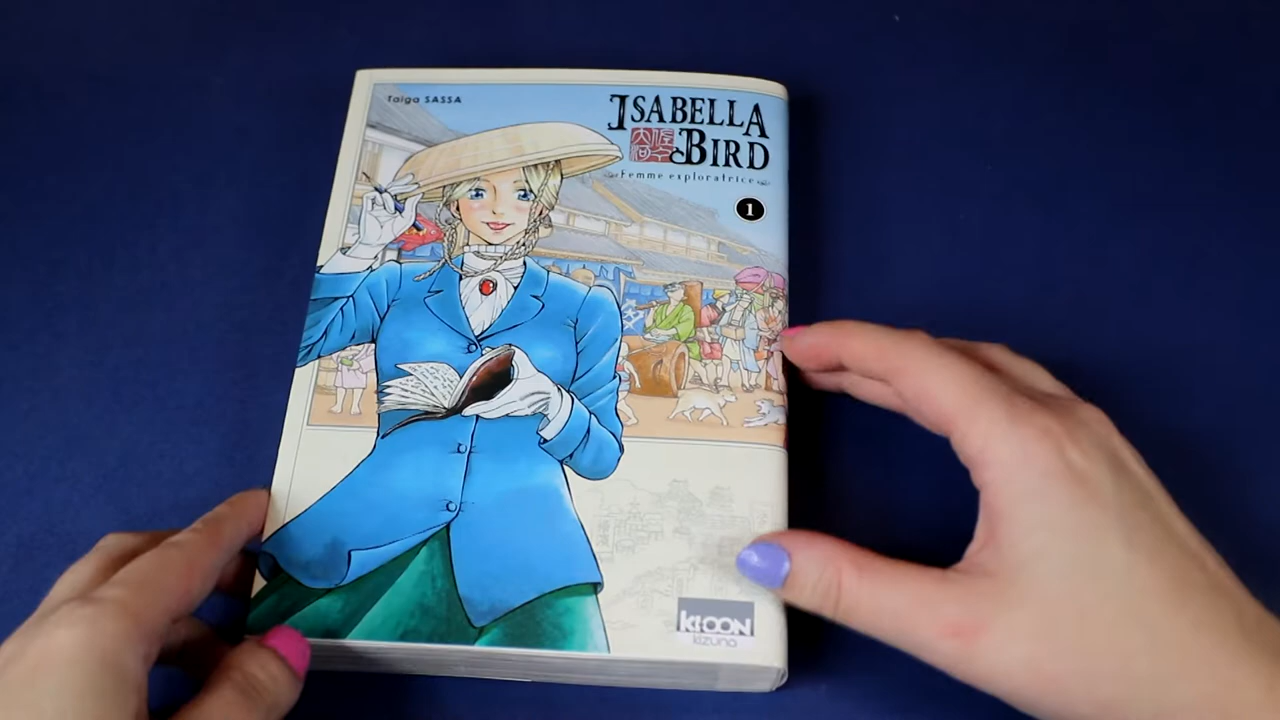 Taiga SASSA
ISABELLA
BIRD
Femme exploratrice
1
KI-OON
kizuna